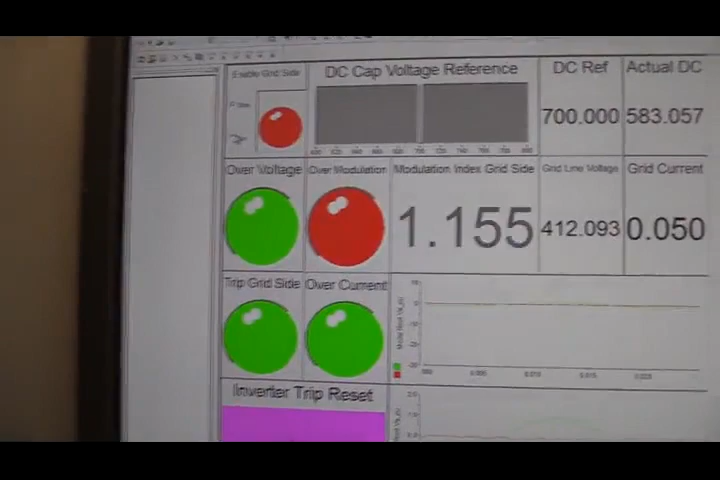 Enable Grid Side
DC Cap Voltage Reference
DC Ref
Actual DC
700.000
583.057
Over Voltage
Over Modulation
Modulation Index Grid Side
Grid Line Voltage
Grid Current
1.155
412.093
0.050
Trip Grid Side
Over Current
Inverter Trip Reset